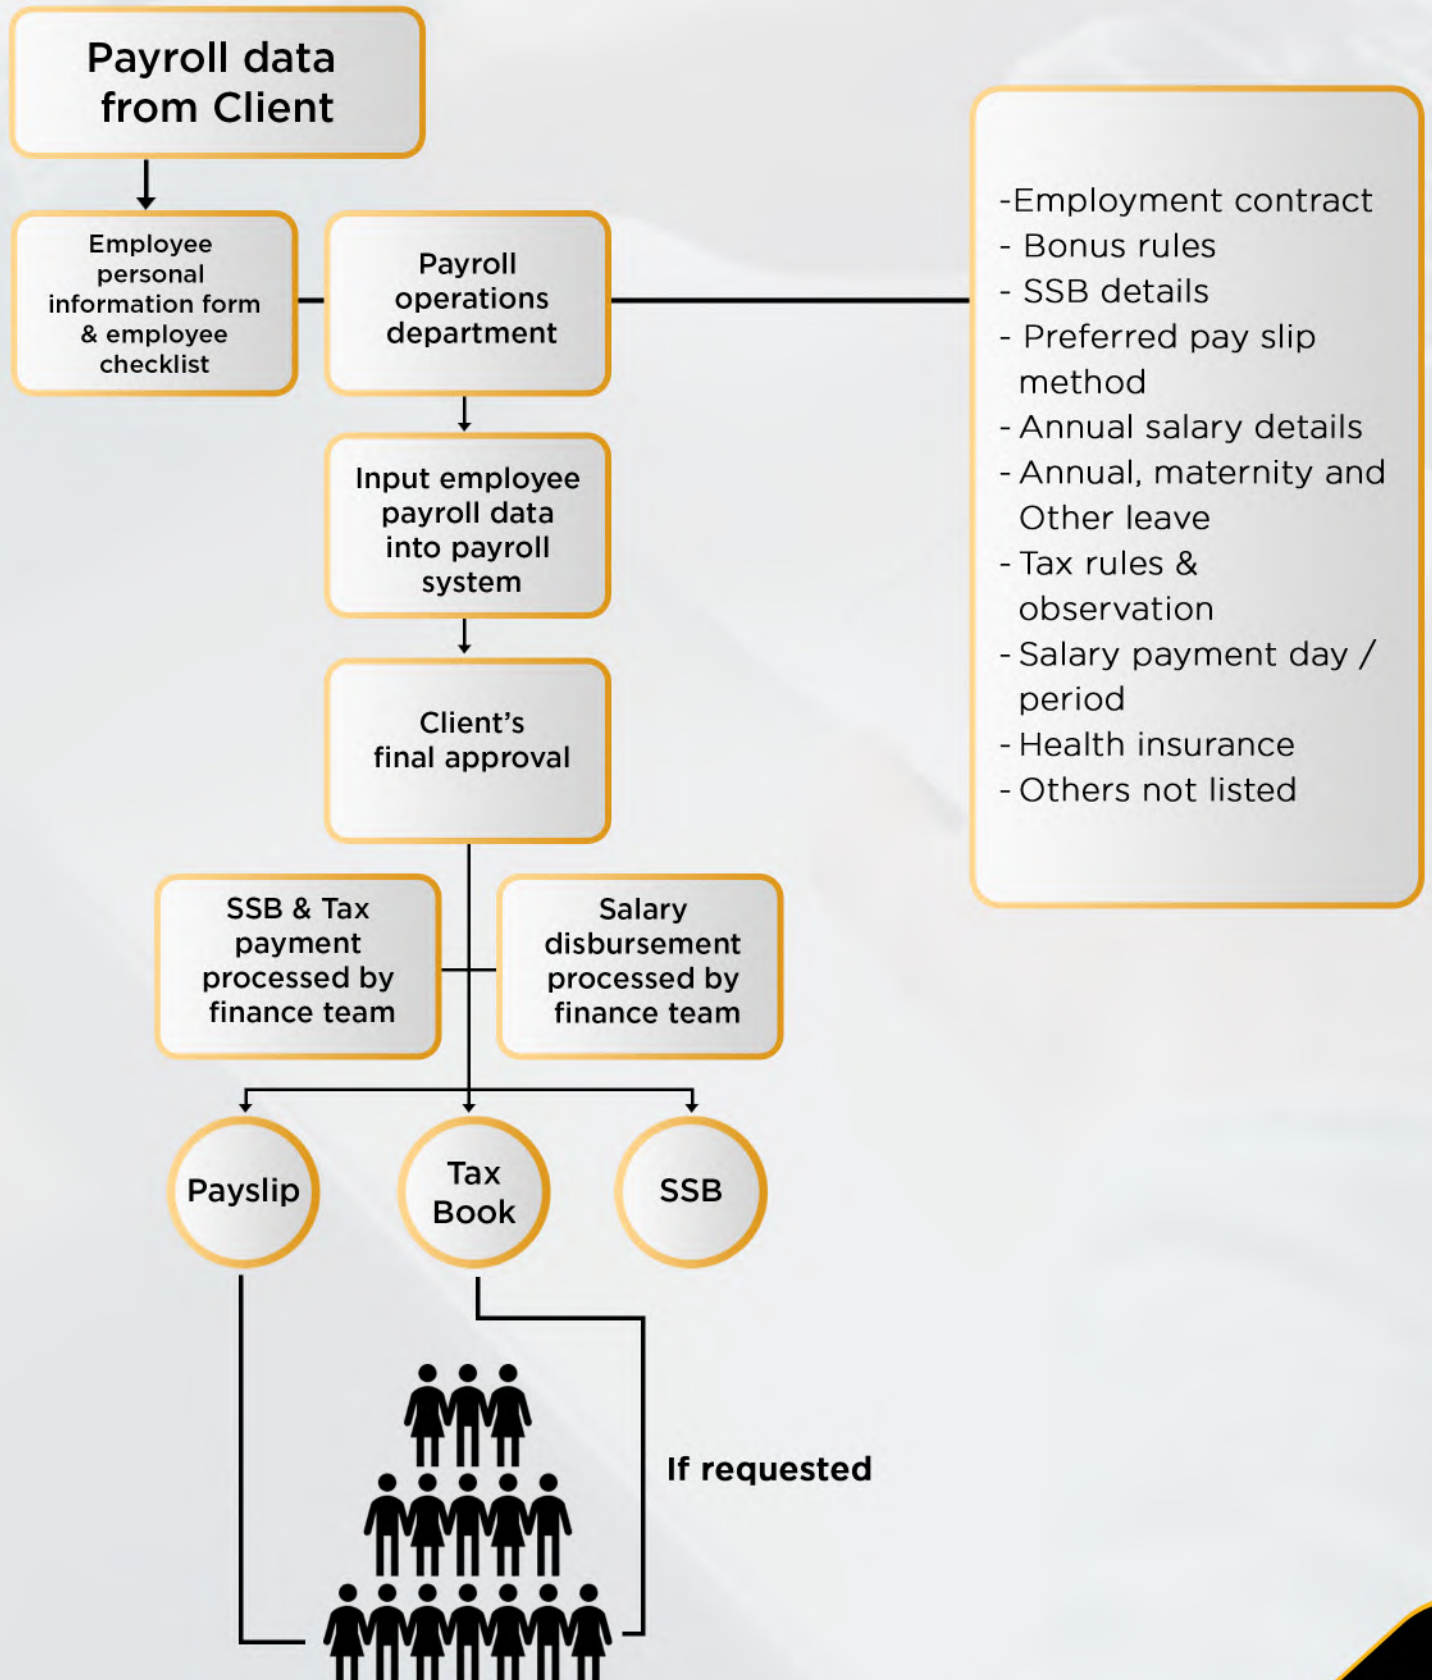 Payroll data
from Client
Employee
personal
information form
& employee
checklist
Payroll
operations
department
-Employment contract
- Bonus rules
- SSB details
- Preferred pay slip
method
- Annual salary details
- Annual, maternity and
Other leave
- Tax rules &
observation
- Salary payment day /
period
- Health insurance
- Others not listed
Input employee
payroll data
into payroll
system
Client’s
final approval
SSB & Tax
payment
processed by
finance team
Salary
disbursement
processed by
finance team
Payslip
Tax
Book
SSB
If requested